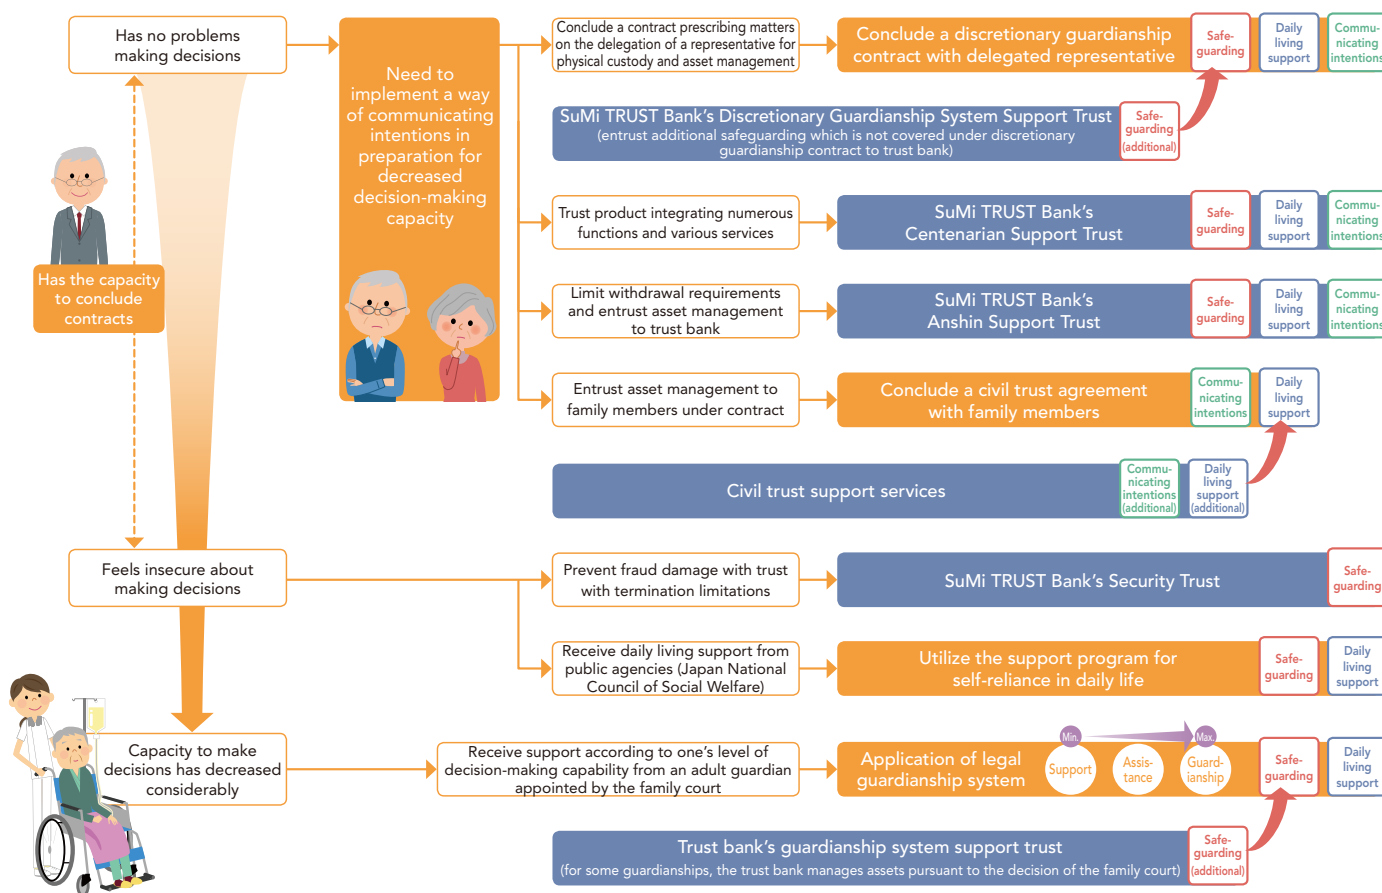 Has no problems
making decisions
Has the capacity
to conclude
contracts
Need to
implement a way
of communicating
intentions in
preparation for
decreased
decision-making
capacity
Conclude a contract prescribing matters
on the delegation of a representative for
physical custody and asset management
Conclude a discretionary guardianship
contract with delegated representative
Safe-
guarding
Daily
living
support
Commu-
nicating
intentions
SuMi TRUST Bank's Discretionary Guardianship System Support Trust
(entrust additional safeguarding which is not covered under discretionary
guardianship contract to trust bank)
Safe-
guarding
(additional)
Trust product integrating numerous
functions and various services
SuMi TRUST Bank's
Centenarian Support Trust
Safe-
guarding
Daily
living
support
Commu-
nicating
intentions
Limit withdrawal requirements
and entrust asset management
to trust bank
SuMi TRUST Bank's
Anshin Support Trust
Safe-
guarding
Daily
living
support
Commu-
nicating
intentions
Entrust asset management to
family members under contract
Conclude a civil trust agreement
with family members
Commu-
nicating
intentions
Daily
living
support
Civil trust support services
Commu-
nicating
intentions
(additional)
Daily
living
support
(additional)
Feels insecure about
making decisions
Prevent fraud damage with trust
with termination limitations
SuMi TRUST Bank's Security Trust
Safe-
guarding
Receive daily living support from
public agencies (Japan National
Council of Social Welfare)
Utilize the support program for
self-reliance in daily life
Safe-
guarding
Daily
living
support
Capacity to make
decisions has decreased
considerably
Receive support according to one's level of
decision-making capability from an adult guardian
appointed by the family court
Application of legal
guardianship system
Min.
Max.
Support
Assis-
tance
Guard-
ianship
Safe-
guarding
Daily
living
support
Trust bank's guardianship system support trust
(for some guardianships, the trust bank manages assets pursuant to the decision of the family court)
Safe-
guarding
(additional)